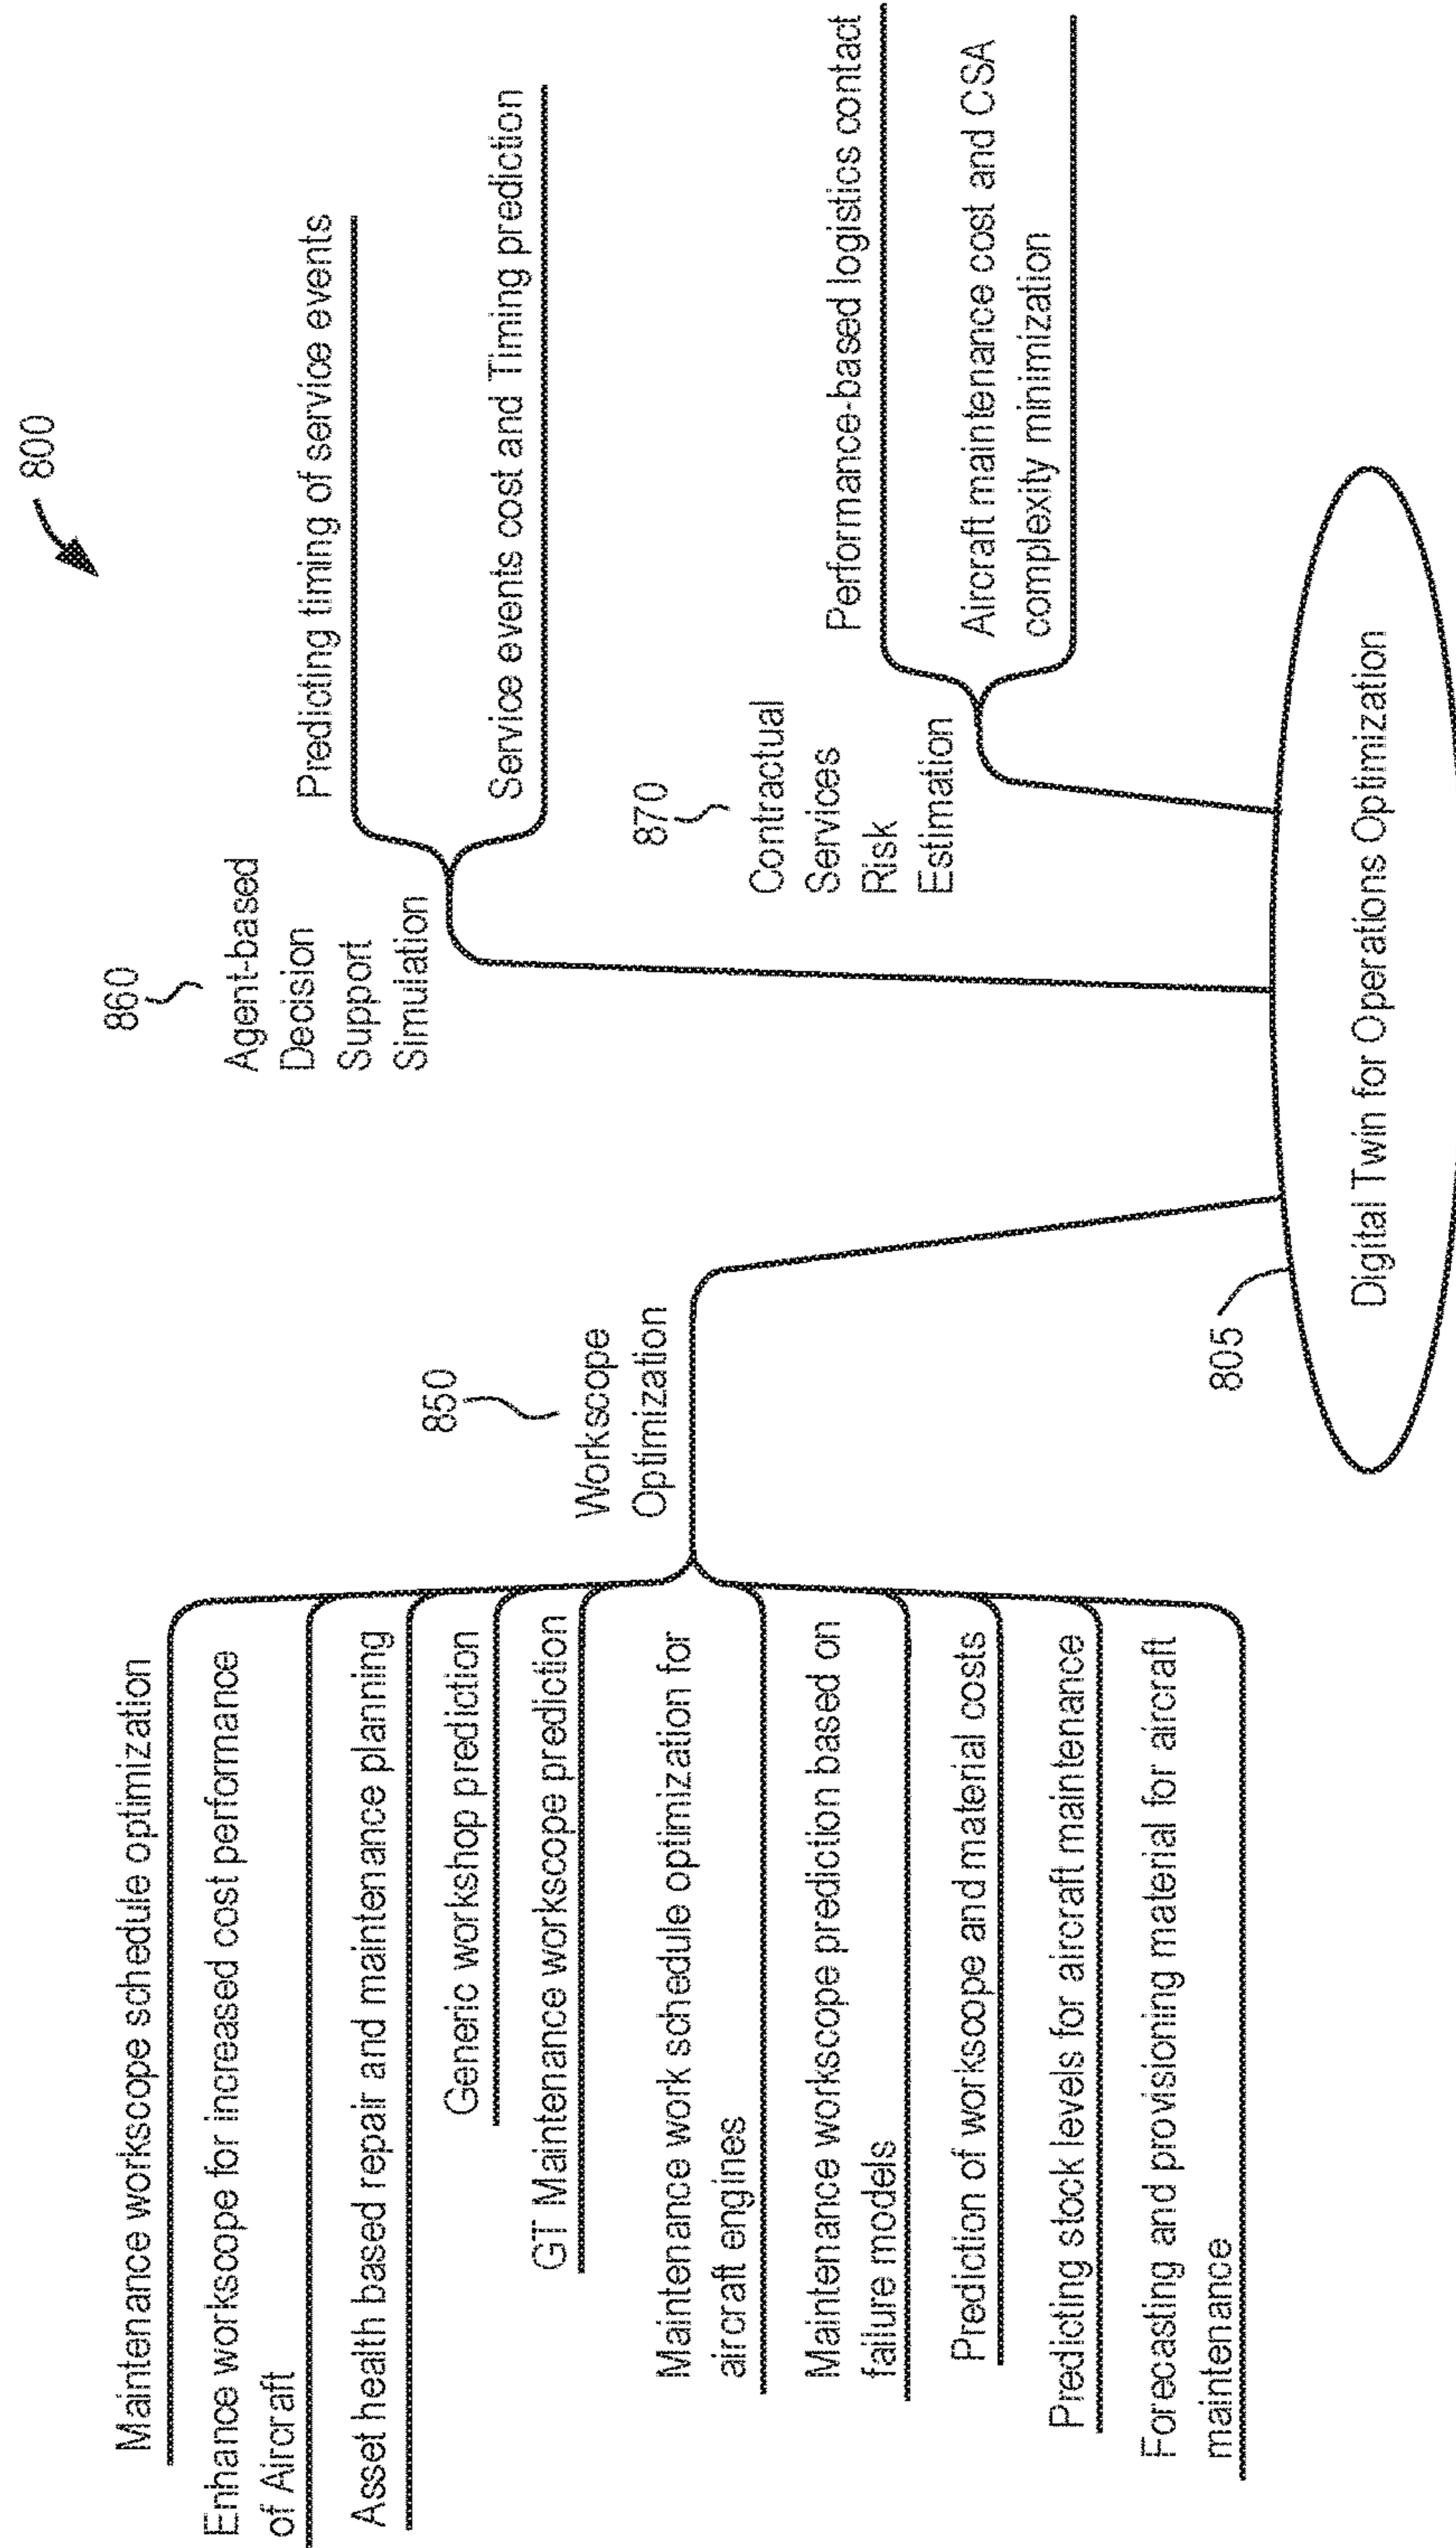 800
Maintenance workscope schedule optimization
Enhance workscope for increased cost performance
of Aircraft
Asset health based repair and maintenance planning
Generic workshop prediction
GT Maintenance workscope prediction
Maintenance work schedule optimization for
aircraft engines
Maintenance workscope prediction based on
failure models
Prediction of workscope and material costs
Predicting stock levels for aircraft maintenance
Forecasting and provisioning material for aircraft
maintenance
850
Workscope
Optimization
860
Agent-based
Decision
Support
Simulation
Predicting timing of service events
Service events cost and Timing prediction
870
Contractual
Services
Risk
Estimation
Performance-based logistics contact
Aircraft maintenance cost and CSA
complexity minimization
805
Digital Twin for Operations Optimization